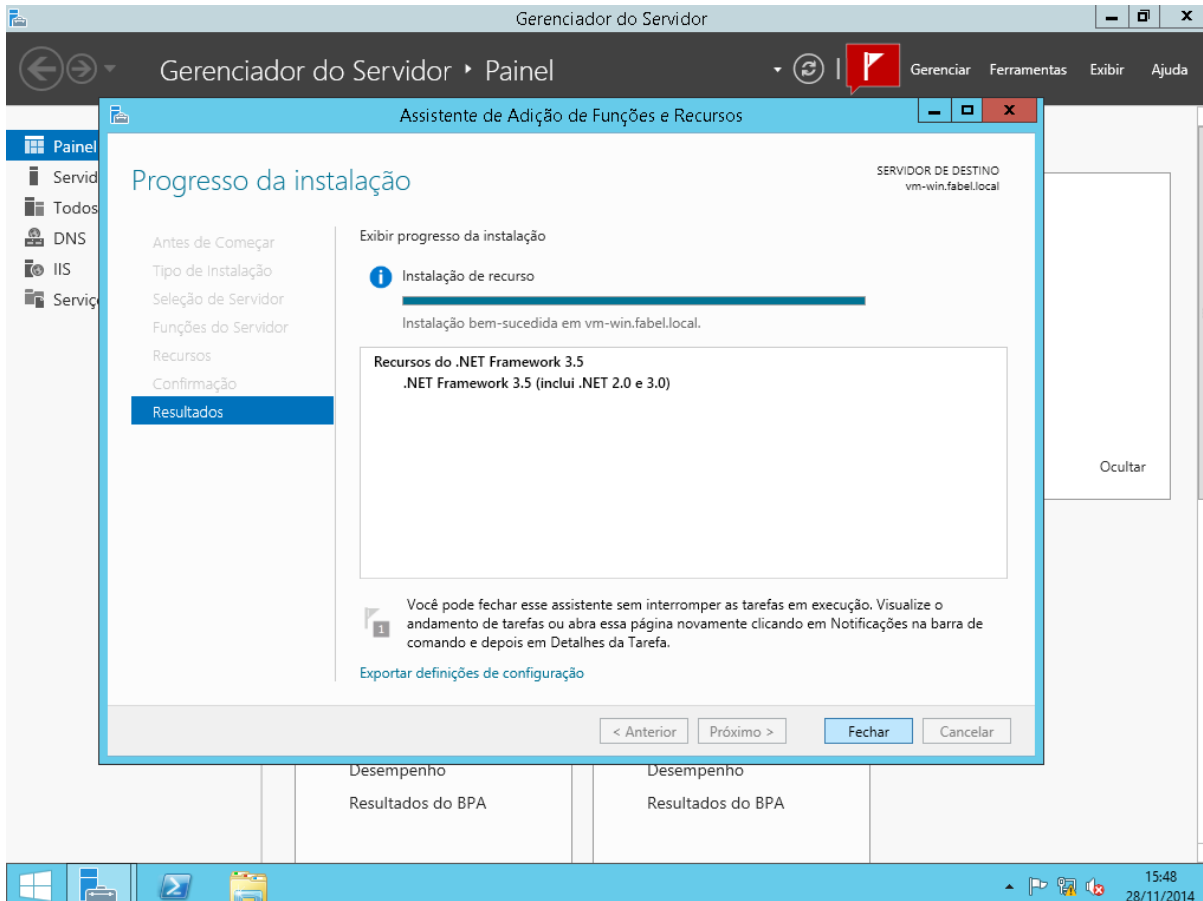 Gerenciador do Servidor
Gerenciador do Servidor ‣ Painel
Gerenciar Ferramentas Exibir Ajuda
Assistente de Adição de Funções e Recursos
Painel
Servid
Todos
DNS
IIS
Serviç
Progresso da instalação
SERVIDOR DE DESTINO
vm-win.fabel.local
Antes de Começar
Tipo de Instalação
Seleção de Servidor
Funções do Servidor
Recursos
Confirmação
Resultados
Exibir progresso da instalação
Instalação de recurso
Instalação bem-sucedida em vm-win.fabel.local.
Recursos do .NET Framework 3.5
.NET Framework 3.5 (inclui .NET 2.0 e 3.0)
1
Você pode fechar esse assistente sem interromper as tarefas em execução. Visualize o
andamento de tarefas ou abra essa página novamente clicando em Notificações na barra de
comando e depois em Detalhes da Tarefa.
Exportar definições de configuração
< Anterior Próximo > Fechar Cancelar
Ocultar
Desempenho
Resultados do BPA
Desempenho
Resultados do BPA
15:48
28/11/2014